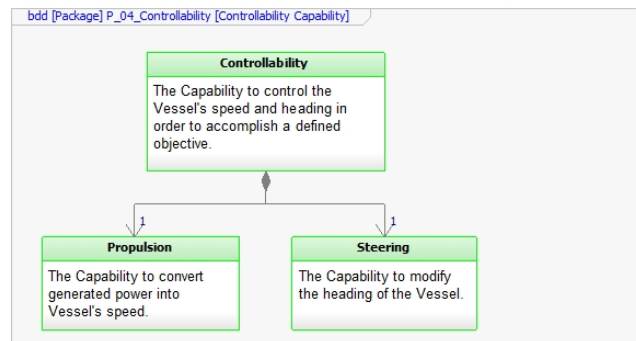 bdd [Package] P_04_Controllability [Controllability Capability]
Controllability
The Capability to control the
Vessel's speed and heading in
order to accomplish a defined
objective.
1
1
Propulsion
The Capability to convert
generated power into
Vessel's speed.
Steering
The Capability to modify
the heading of the Vessel.